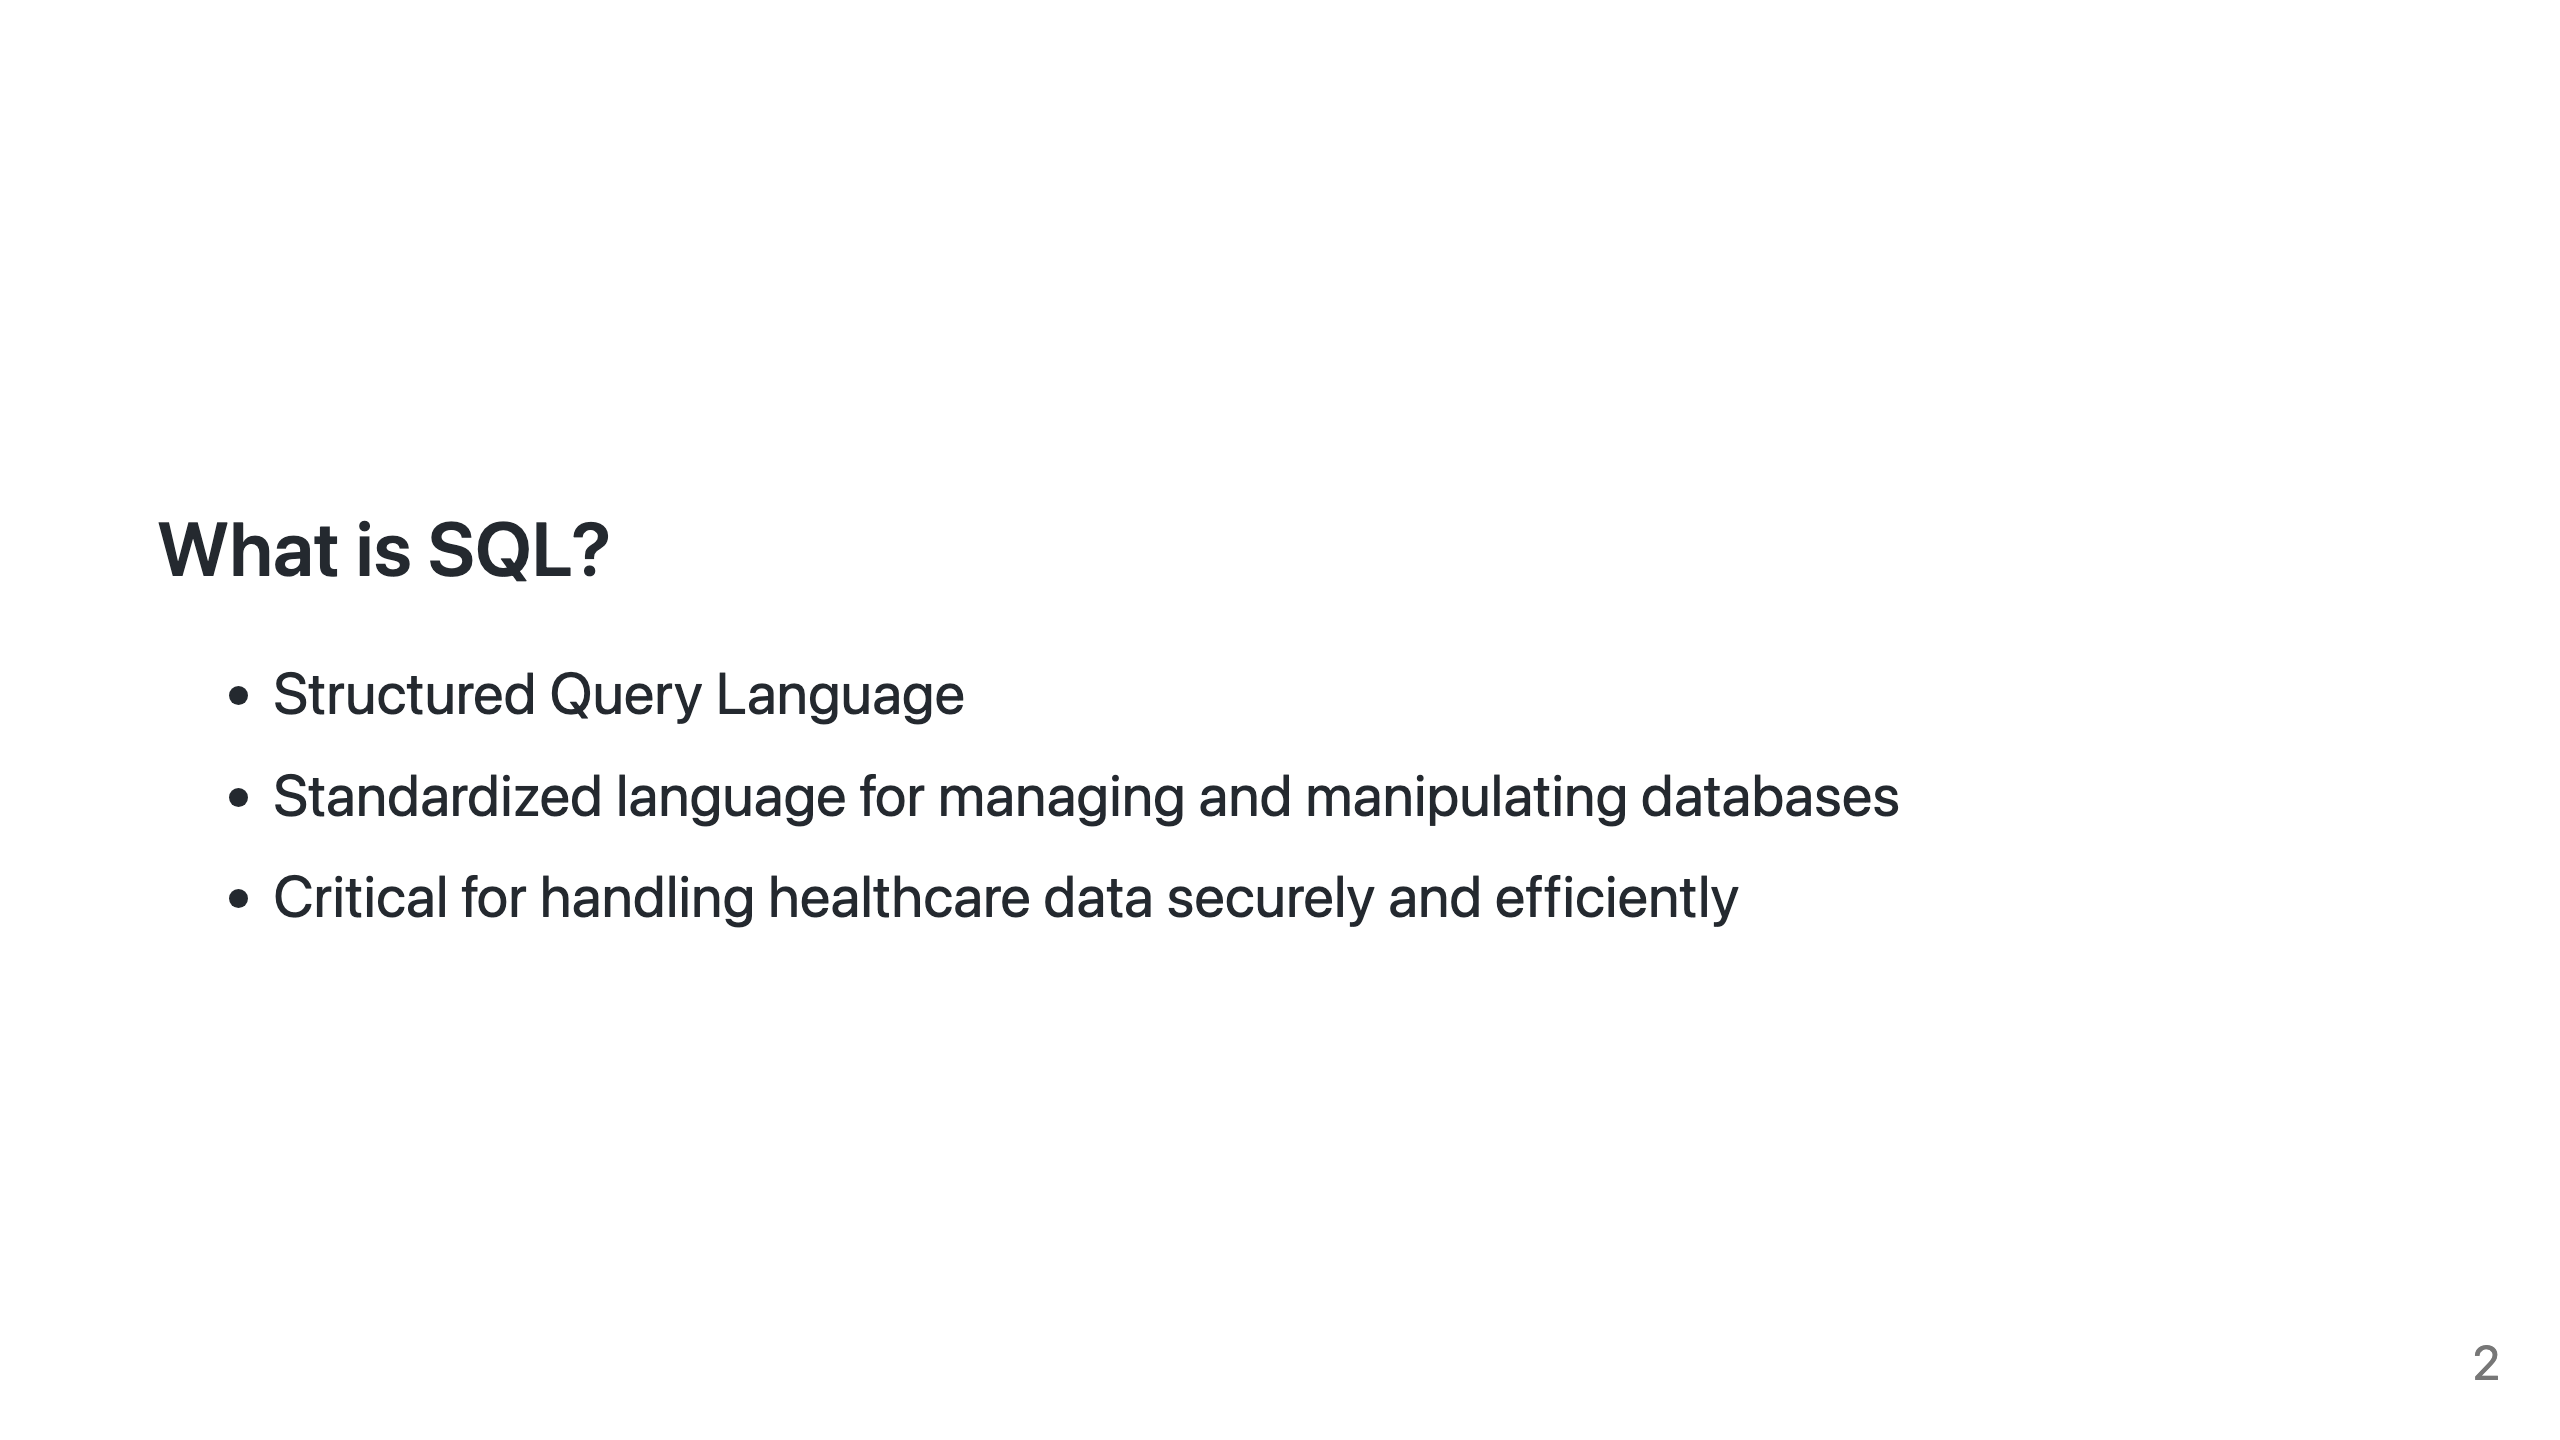 What is SQL?
• Structured Query Language
• Standardized language for managing and manipulating databases
• Critical for handling healthcare data securely and efficiently
2